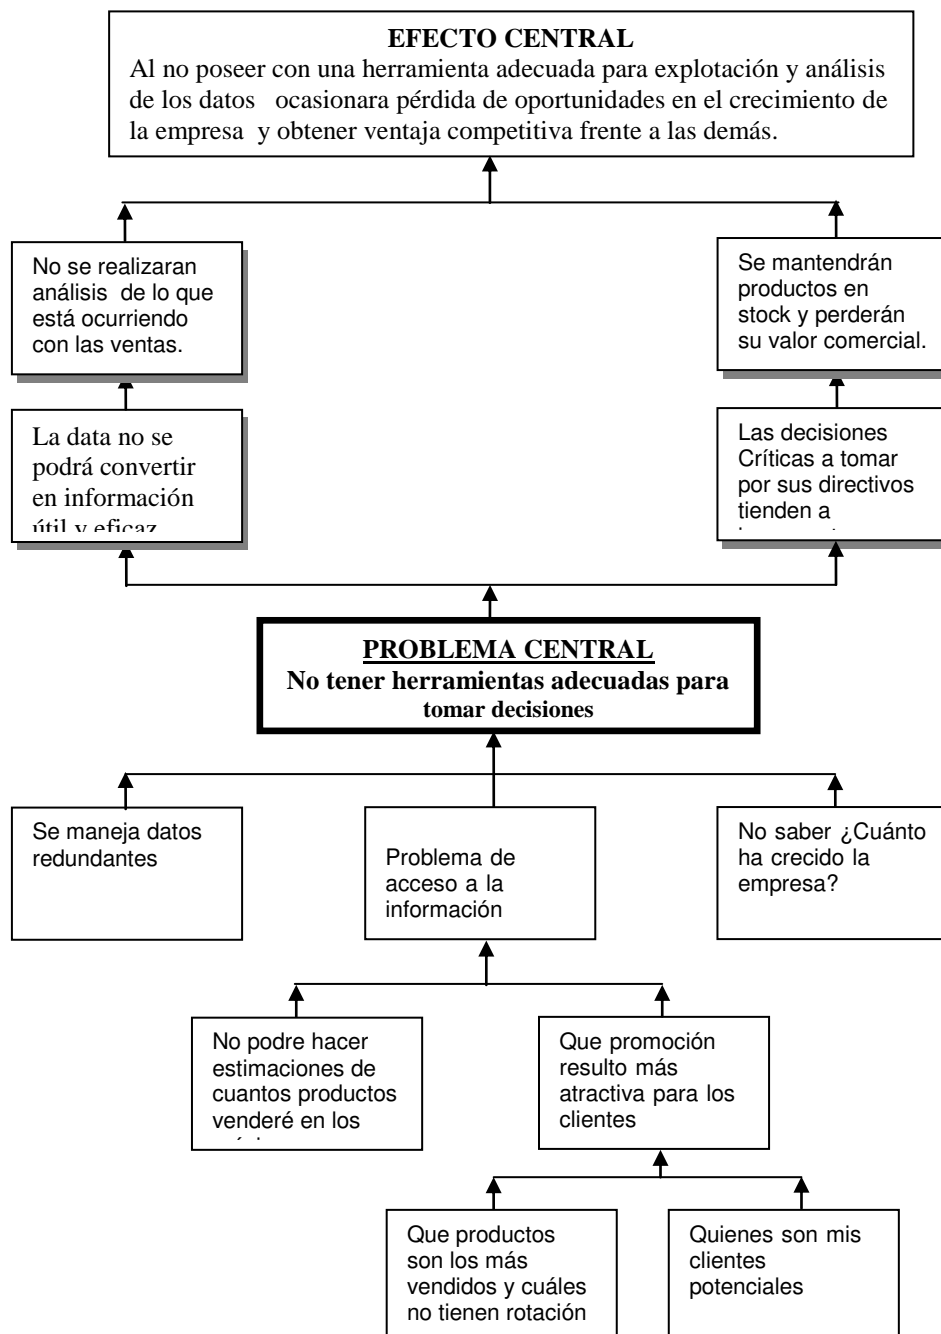 EFECTO CENTRAL
Al no poseer con una herramienta adecuada para explotación y análisis
de los datos ocasionara pérdida de oportunidades en el crecimiento de
la empresa y obtener ventaja competitiva frente a las demás.
No se realizaran
análisis de lo que
está ocurriendo
con las ventas.
Se mantendrán
productos en
stock y perderán
su valor comercial.
La data no se
podrá convertir
en información
útil y eficaz
Las decisiones
Críticas a tomar
por sus directivos
tienden a
PROBLEMA CENTRAL
No tener herramientas adecuadas para
tomar decisiones
Se maneja datos
redundantes
Problema de
acceso a la
información
No saber ¿Cuánto
ha crecido la
empresa?
No podre hacer
estimaciones de
cuantos productos
venderé en los
Que promoción
resulto más
atractiva para los
clientes
Que productos
son los más
vendidos y cuáles
no tienen rotación
Quienes son mis
clientes
potenciales